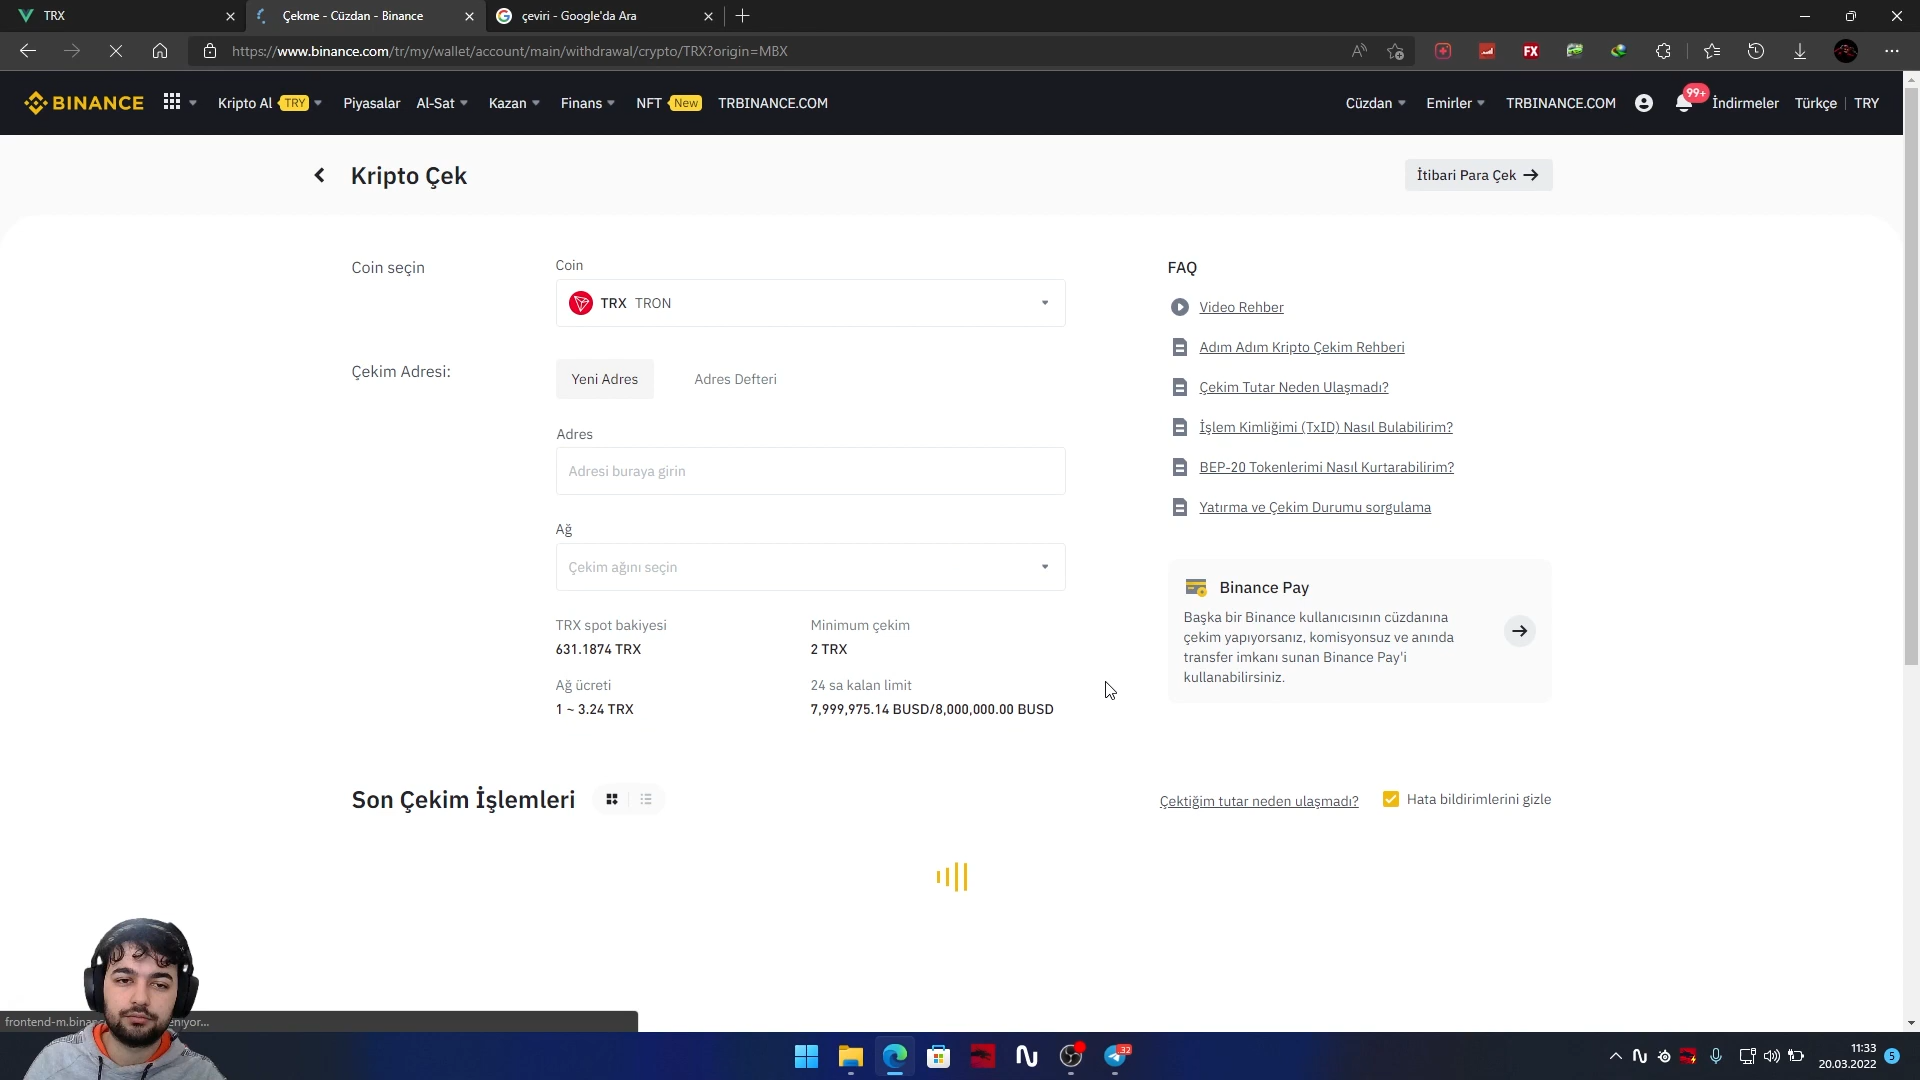 TRX
Çekme - Cüzdan - Binance
çeviri - Google'da Ara
https://www.binance.com/tr/my/wallet/account/main/withdrawal/crypto/TRX?origin=MBX
FX
BINANCE
Kripto Al TRY
Piyasalar
Al-Sat
Kazan
Finans
NFT New
TRBINANCE.COM
Cüzdan
Emirler
TRBINANCE.COM
99+
İndirmeler
Türkçe
TRY
Kripto Çek
İtibari Para Çek
Coin seçin
Coin
TRX TRON
Çekim Adresi:
Yeni Adres
Adres Defteri
Adres
Adresi buraya girin
Ağ
Çekim ağını seçin
TRX spot bakiyesi
631.1874 TRX
Minimum çekim
2 TRX
Ağ ücreti
1 ~ 3.24 TRX
24 sa kalan limit
7,999,975.14 BUSD/8,000,000.00 BUSD
FAQ
Video Rehber
Adım Adım Kripto Çekim Rehberi
Çekim Tutar Neden Ulaşmadı?
İşlem Kimliğimi (TxID) Nasıl Bulabilirim?
BEP-20 Tokenlerimi Nasıl Kurtarabilirim?
Yatırma ve Çekim Durumu sorgulama
Binance Pay
Başka bir Binance kullanıcısının cüzdanına
çekim yapıyorsanız, komisyonsuz ve anında
transfer imkanı sunan Binance Pay'i
kullanabilirsiniz.
Son Çekim İşlemleri
Çektiğim tutar neden ulaşmadı?
Hata bildirimlerini gizle
frontend-m.binanc
eniyor...
32
11:33
20.03.2022
5